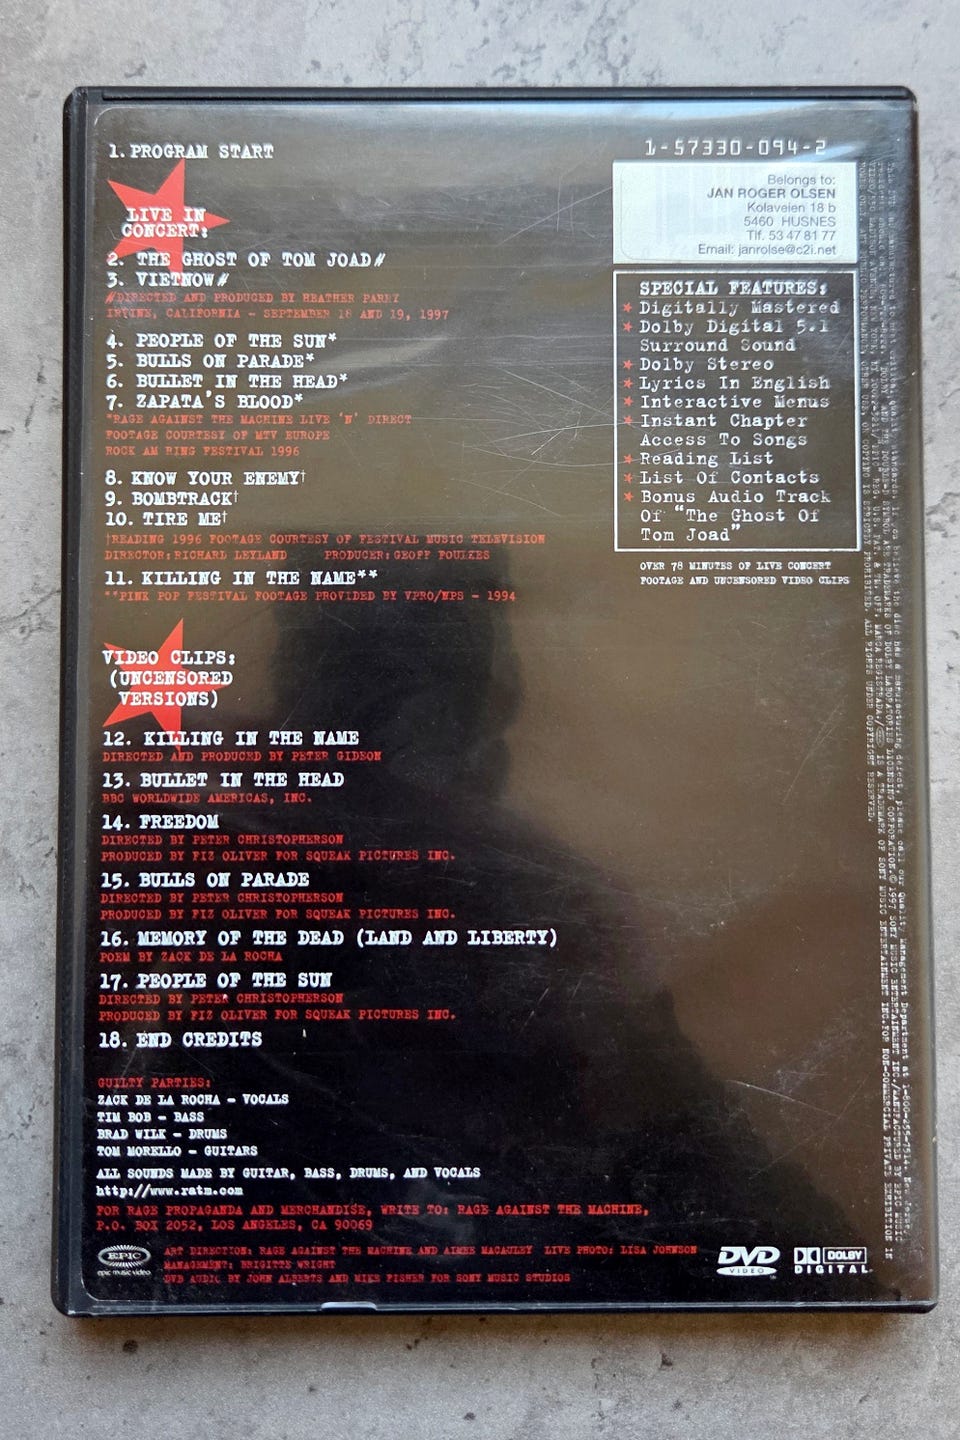 1. PROGRAM START
LIVE IN
CONCERT:
2. THE GHOST OF TOM JOAD//
3. VIETNOW//
//DIRECTED AND PRODUCED BY HEATHER PARRY
IRVINE, CALIFORNIA - SEPTEMBER 18 AND 19, 1997
4. PEOPLE OF THE SUN*
5. BULLS ON PARADE*
6. BULLET IN THE HEAD*
7. ZAPATA'S BLOOD*
*RAGE AGAINST THE MACHINE LIVE 'N' DIRECT
FOOTAGE COURTESY OF MTV EUROPE
ROCK AM RING FESTIVAL 1996
8. KNOW YOUR ENEMY†
9. BOMBTRACK†
10. TIRE ME†
†READING 1996 FOOTAGE COURTESY OF FESTIVAL MUSIC TELEVISION
DIRECTOR: RICHARD LEYLAND PRODUCER: GEOFF FOULKES
11. KILLING IN THE NAME**
**PINK POP FESTIVAL FOOTAGE PROVIDED BY VPRO/NPS - 1994
VIDEO CLIPS:
(UNCENSORED
VERSIONS)
12. KILLING IN THE NAME
DIRECTED AND PRODUCED BY PETER GIDEON
13. BULLET IN THE HEAD
BBC WORLDWIDE AMERICAS, INC.
14. FREEDOM
DIRECTED BY PETER CHRISTOPHERSON
PRODUCED BY FIZ OLIVER FOR SQUEAK PICTURES INC.
15. BULLS ON PARADE
DIRECTED BY PETER CHRISTOPHERSON
PRODUCED BY FIZ OLIVER FOR SQUEAK PICTURES INC.
16. MEMORY OF THE DEAD (LAND AND LIBERTY)
POEM BY ZACK DE LA ROCHA
17. PEOPLE OF THE SUN
DIRECTED BY PETER CHRISTOPHERSON
PRODUCED BY FIZ OLIVER FOR SQUEAK PICTURES INC.
18. END CREDITS
GUILTY PARTIES:
ZACK DE LA ROCHA - VOCALS
TIM BOB - BASS
BRAD WILK - DRUMS
TOM MORELLO - GUITARS
ALL SOUNDS MADE BY GUITAR, BASS, DRUMS, AND VOCALS
http://www.ratm.com
FOR RAGE PROPAGANDA AND MERCHANDISE, WRITE TO: RAGE AGAINST THE MACHINE,
P.O. BOX 2052, LOS ANGELES, CA 90069
EPIC
epic music video
ART DIRECTION: RAGE AGAINST THE MACHINE AND AIMEE MACAULEY LIVE PHOTO: LISA JOHNSON
MANAGEMENT: BRIGITTE WRIGHT
DVD AUDIO BY JOHN ALBERTS AND MIKE FISHER FOR SONY MUSIC STUDIOS
1-57330-094-2
Belongs to:
JAN ROGER OLSEN
Kolaveien 18 b
5460 HUSNES
Tlf. 53 47 81 77
Email: janrolse@c2i.net
SPECIAL FEATURES:
Digitally Mastered
Dolby Digital 5.1
Surround Sound
Dolby Stereo
Lyrics In English
Interactive Menus
Instant Chapter
Access To Songs
Reading List
List Of Contacts
Bonus Audio Track
Of "The Ghost Of
Tom Joad"
OVER 78 MINUTES OF LIVE CONCERT
FOOTAGE AND UNCENSORED VIDEO CLIPS
DVD
VIDEO
DOLBY
DIGITAL